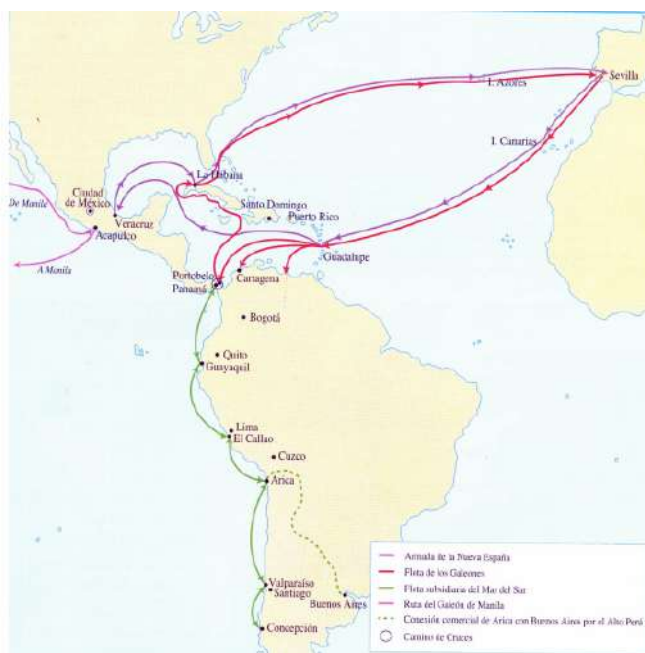 Sevilla
I. Azores
I. Canarias
La Habana
Ciudad
de México
De Manile
Veracruz
Acapulco
A Manila
Santo Domingo
Puerto Rico
Guadalupe
Portobelo
Panamá
Cartagena
Bogotá
Quito
Guayaquil
Lima
El Callao
Cuzco
Arica
Valparaíso
Santiago
Buenos Aires
Concepción
Armada de la Nueva España
Flota de los Galeones
Flota subsidiaria del Mar del Sur
Ruta del Galeón de Manila
Conexión comercial de Arica con Buenos Aires por el Alto Perú
Camino de Cruces